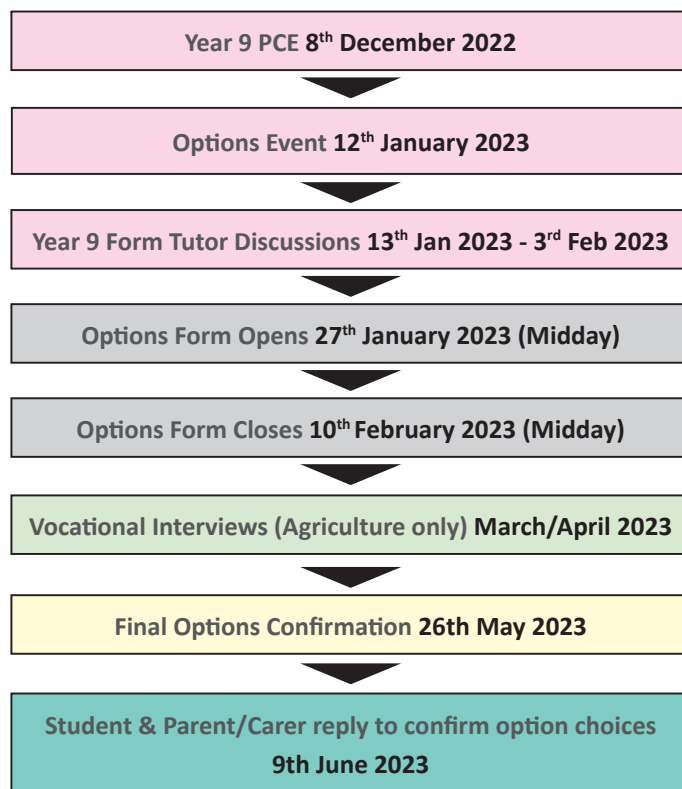 Year 9 PCE 8th December 2022
Options Event 12th January 2023
Year 9 Form Tutor Discussions 13th Jan 2023 - 3rd Feb 2023
Options Form Opens 27th January 2023 (Midday)
Options Form Closes 10th February 2023 (Midday)
Vocational Interviews (Agriculture only) March/April 2023
Final Options Confirmation 26th May 2023
Student & Parent/Carer reply to confirm option choices
9th June 2023